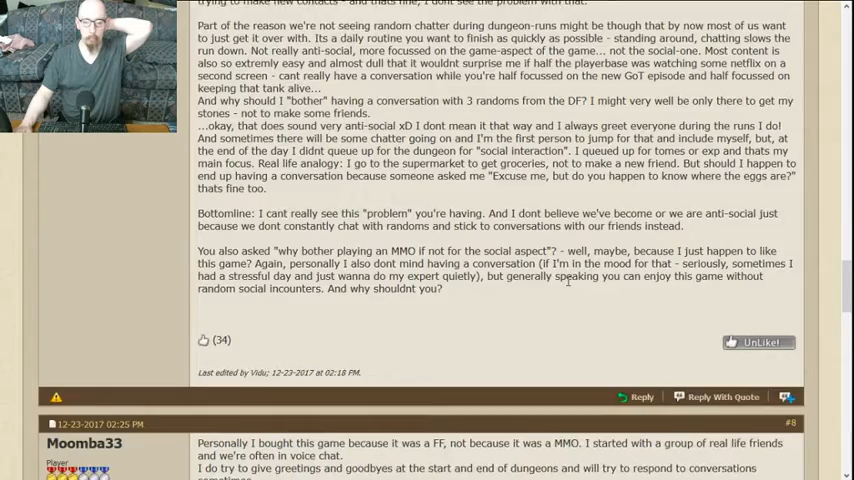 trying to make new contacts - and thats fine, i dont see the problem with that.
Part of the reason we're not seeing random chatter during dungeon-runs might be though that by now most of us want
to just get it over with. Its a daily routine you want to finish as quickly as possible - standing around, chatting slows the
run down. Not really anti-social, more focussed on the game-aspect of the game... not the social-one. Most content is
also so extremely easy and almost dull that it wouldnt surprise me if half the playerbase was watching some netflix on a
second screen - cant really have a conversation while you're half focussed on the new GoT episode and half focussed on
keeping that tank alive...
And why should I "bother" having a conversation with 3 randoms from the DF? I might very well be only there to get my
stones - not to make some friends.
...okay, that does sound very anti-social xD I dont mean it that way and I always greet everyone during the runs I do!
And sometimes there will be some chatter going on and I'm the first person to jump for that and include myself, but, at
the end of the day I didnt queue up for the dungeon for "social interaction". I queued up for tomes or exp and thats my
main focus. Real life analogy: I go to the supermarket to get groceries, not to make a new friend. But should I happen to
end up having a conversation because someone asked me "Excuse me, but do you happen to know where the eggs are?"
thats fine too.
Bottomline: I cant really see this "problem" you're having. And I dont believe we've become or we are anti-social just
because we dont constantly chat with randoms and stick to conversations with our friends instead.
You also asked "why bother playing an MMO if not for the social aspect"? - well, maybe, because I just happen to like
this game? Again, personally I also dont mind having a conversation (if I'm in the mood for that - seriously, sometimes I
had a stressful day and just wanna do my expert quietly), but generally speaking you can enjoy this game without
random social incounters. And why shouldnt you?
(34)
UnLike!
Last edited by Vidu; 12-23-2017 at 02:18 PM.
Reply
Reply With Quote
12-23-2017 02:25 PM
#8
Moomba33
Player
Personally I bought this game because it was a FF, not because it was a MMO. I started with a group of real life friends
and we're often in voice chat.
I do try to give greetings and goodbyes at the start and end of dungeons and will try to respond to conversations
sometimes.